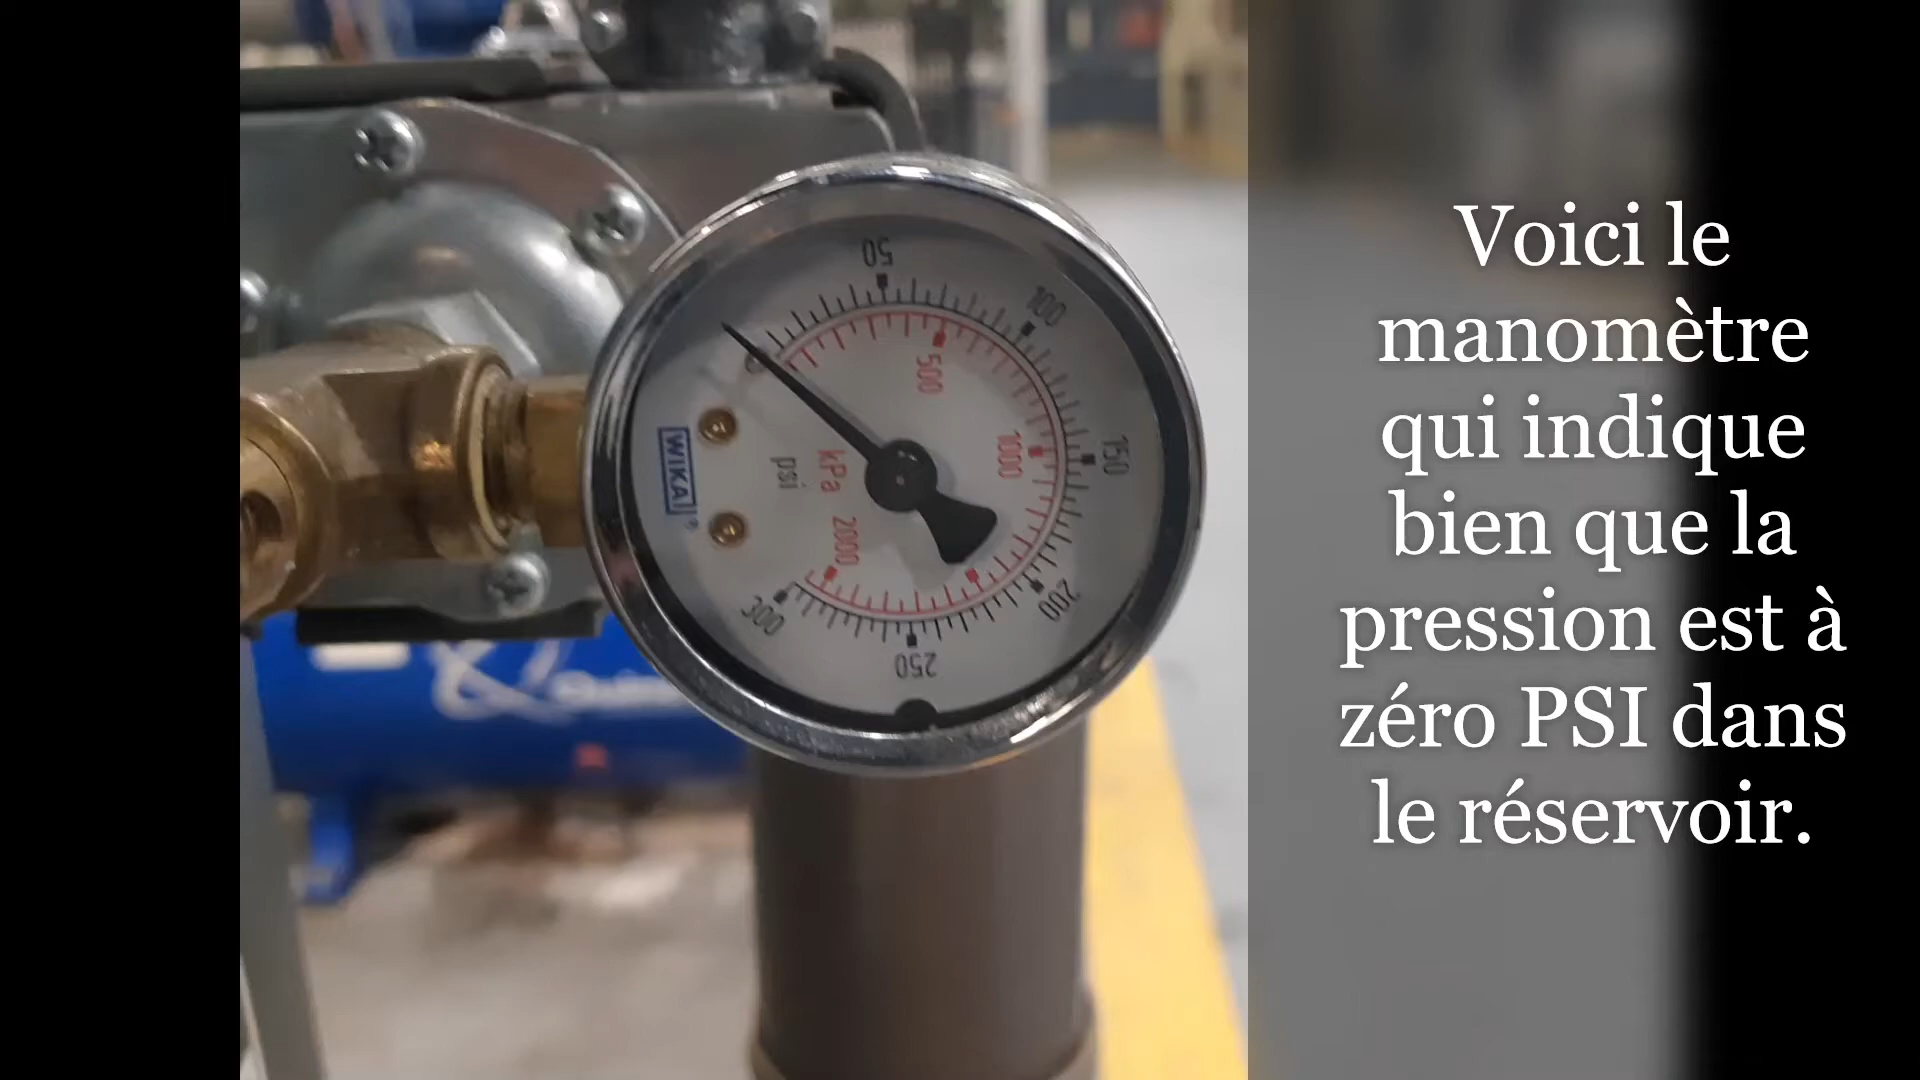 Voici le
manomètre
qui indique
bien que la
pression est à
zéro PSI dans
le réservoir.
50
100
150
200
250
300
500
1000
2000
kPa
psi
WIKA